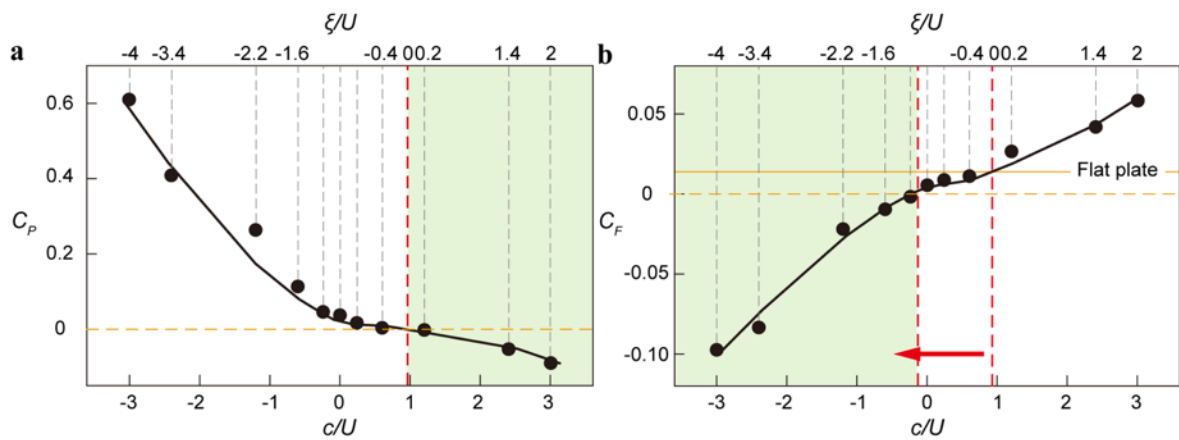 a
ξ/U
-4 -3.4 -2.2 -1.6 -0.4 0 0.2 1.4 2
0.6
0.4
0.2
0
C_P
-3 -2 -1 0 1 2 3
c/U
b
ξ/U
-4 -3.4 -2.2 -1.6 -0.4 0 0.2 1.4 2
0.05
0
-0.05
-0.10
C_F
Flat plate
-3 -2 -1 0 1 2 3
c/U